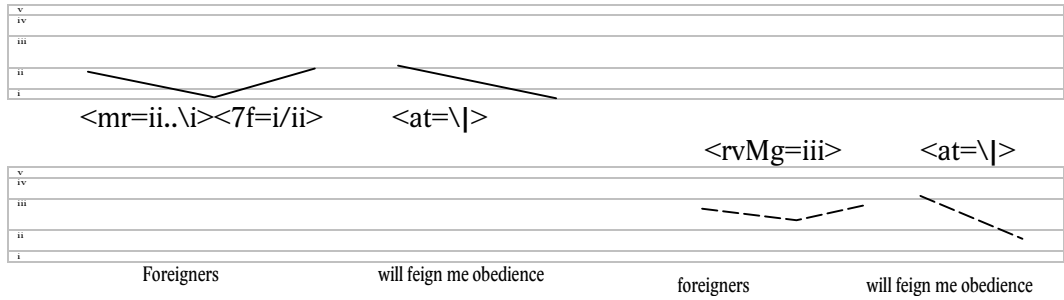 v
iv
iii
ii
i
<mr=ii..\i><7f=i/ii> <at=\|>
<rvMg=iii> <at=\|>
v
iv
iii
ii
i
Foreigners will feign me obedience foreigners will feign me obedience